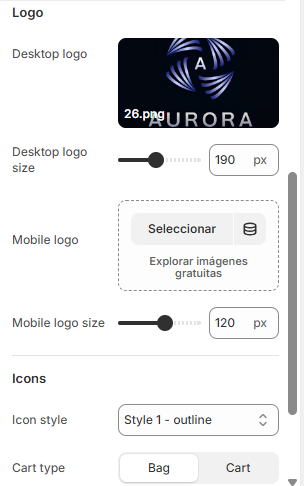 Logo
Desktop logo
A
26.png
AURORA
Desktop logo
size
190 px
Mobile logo
Seleccionar
Explorar imágenes
gratuitas
Mobile logo size
120 px
Icons
Icon style
Style 1 - outline
Cart type
Bag
Cart